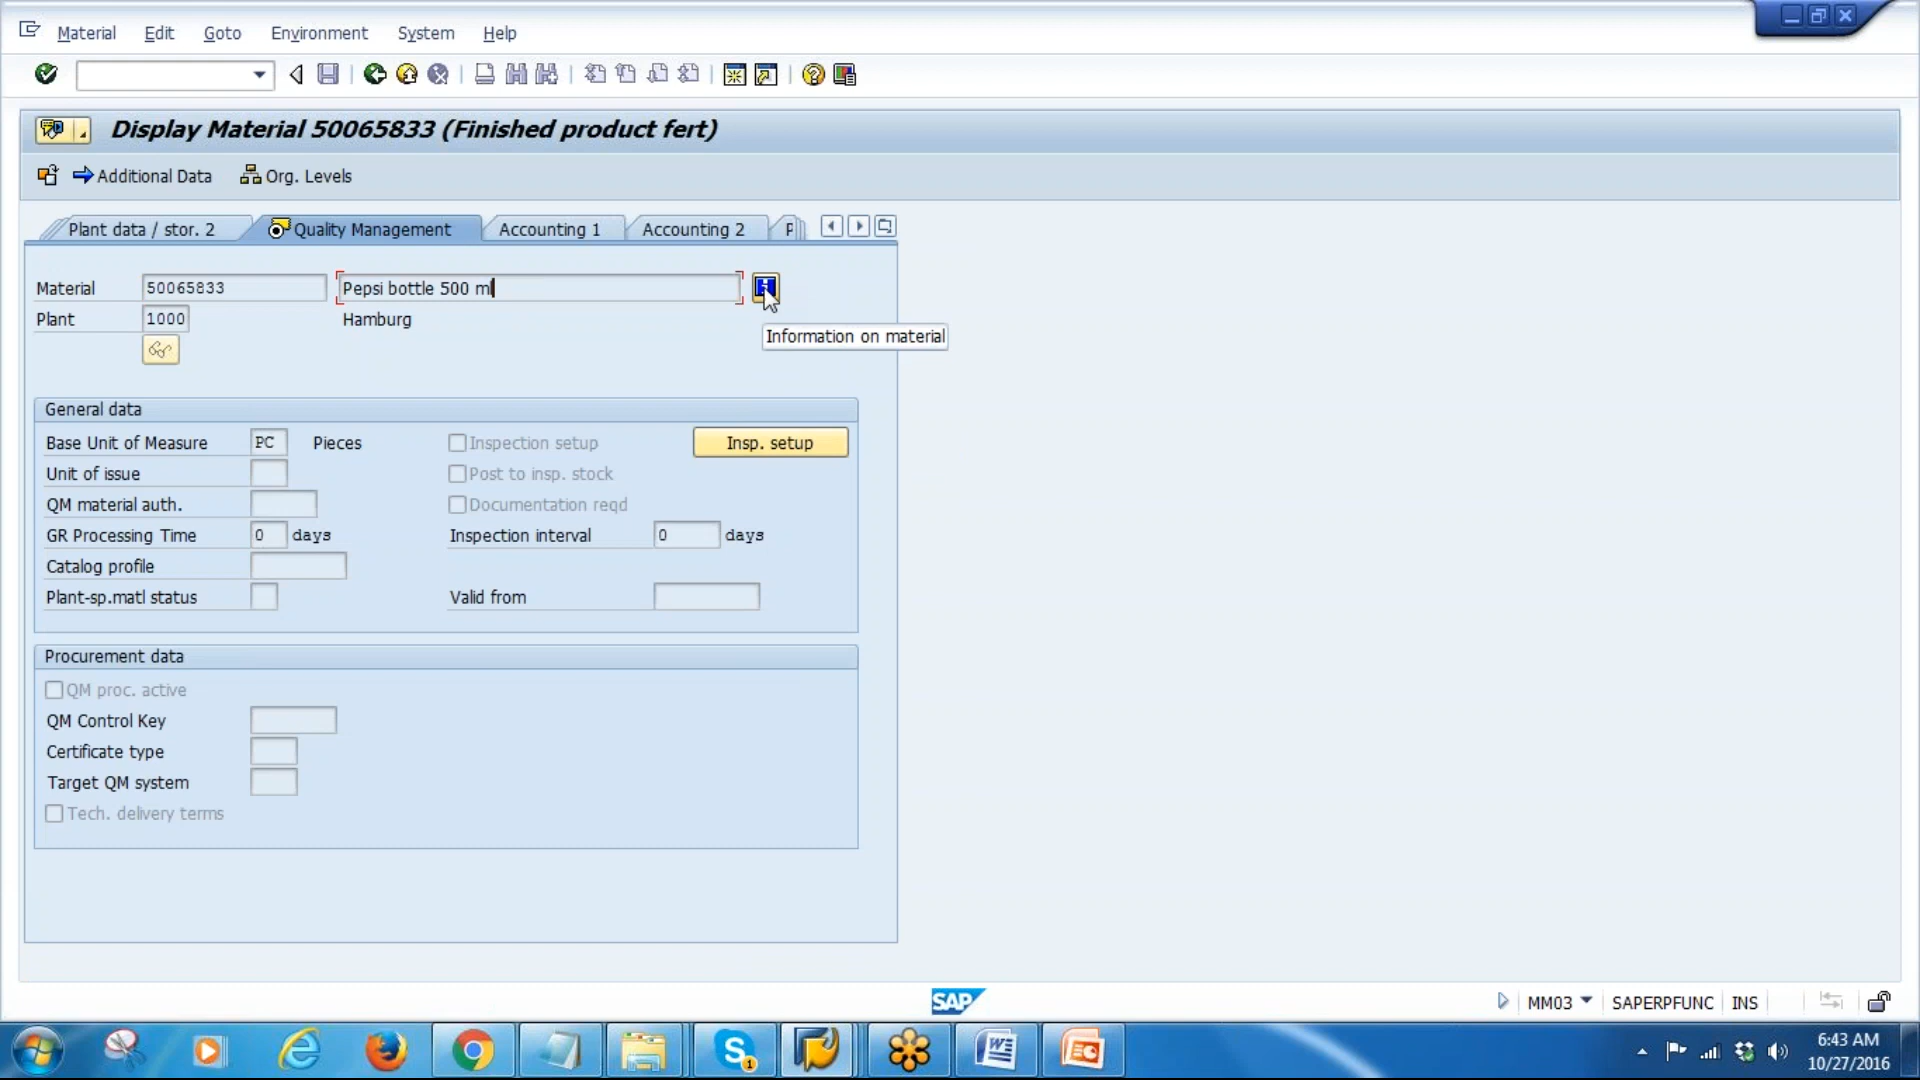 Material Edit Goto Environment System Help
Display Material 50065833 (Finished product fert)
Additional Data Org. Levels
Plant data / stor. 2 Quality Management Accounting 1 Accounting 2 P
Material 50065833 Pepsi bottle 500 ml
Plant 1000 Hamburg
Information on material
General data
Base Unit of Measure PC Pieces Inspection setup Insp. setup
Unit of issue Post to insp. stock
QM material auth. Documentation reqd
GR Processing Time 0 days Inspection interval 0 days
Catalog profile
Plant-sp.matl status Valid from
Procurement data
QM proc. active
QM Control Key
Certificate type
Target QM system
Tech. delivery terms
SAP MM03 SAPERPFUNC INS
S 1 W P
6:43 AM
10/27/2016